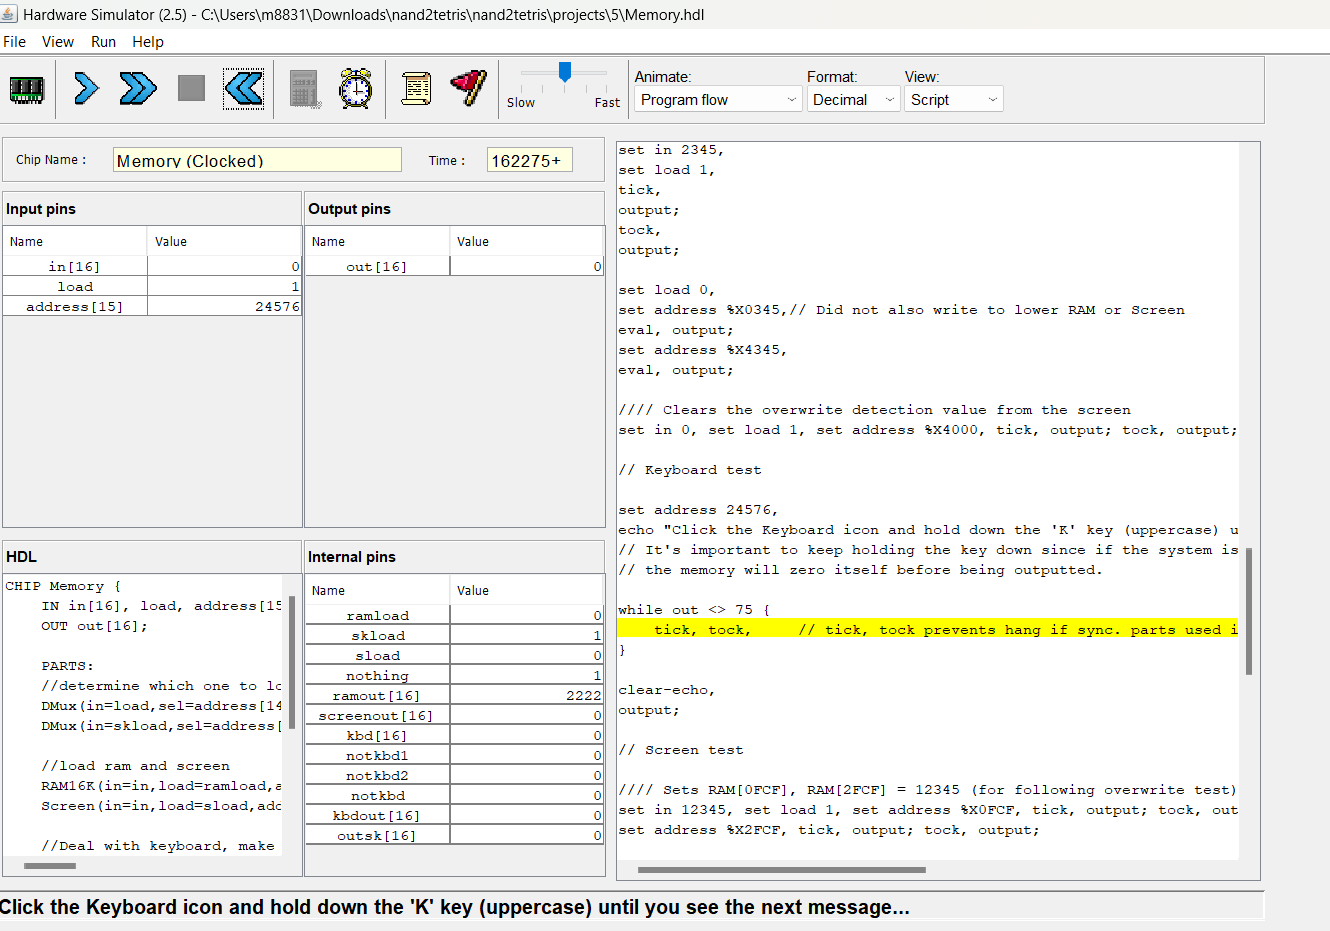 Hardware Simulator (2.5) - C:\Users\m8831\Downloads\nand2tetris\nand2tetris\projects\5\Memory.hdl
File View Run Help
Slow Fast
Animate: Format: View:
Program flow Decimal Script
Chip Name : Memory (Clocked) Time : 162275+
Input pins
Name Value
in[16] 0
load 1
address[15] 24576
Output pins
Name Value
out[16] 0
HDL
CHIP Memory {
IN in[16], load, address[15
OUT out[16];
PARTS:
//determine which one to lo
DMux(in=load,sel=address[14
DMux(in=skload,sel=address[
//load ram and screen
RAM16K(in=in,load=ramload,a
Screen(in=in,load=sload,add
//Deal with keyboard, make
Internal pins
Name Value
ramload 0
skload 1
sload 0
nothing 1
ramout[16] 2222
screenout[16] 0
kbd[16] 0
notkbd1 0
notkbd2 0
notkbd 0
kbdout[16] 0
outsk[16] 0
set in 2345,
set load 1,
tick,
output;
tock,
output;
set load 0,
set address %X0345,// Did not also write to lower RAM or Screen
eval, output;
set address %X4345,
eval, output;
//// Clears the overwrite detection value from the screen
set in 0, set load 1, set address %X4000, tick, output; tock, output;
// Keyboard test
set address 24576,
echo "Click the Keyboard icon and hold down the 'K' key (uppercase) u
// It's important to keep holding the key down since if the system is
// the memory will zero itself before being outputted.
while out <> 75 {
tick, tock, // tick, tock prevents hang if sync. parts used i
}
clear-echo,
output;
// Screen test
//// Sets RAM[0FCF], RAM[2FCF] = 12345 (for following overwrite test)
set in 12345, set load 1, set address %X0FCF, tick, output; tock, out
set address %X2FCF, tick, output; tock, output;
Click the Keyboard icon and hold down the 'K' key (uppercase) until you see the next message...